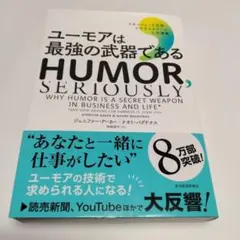 ユーモアは
最強の武器である
HUMOR,
SERIOUSLY
WHY HUMOR IS A SECRET WEAPON
IN BUSINESS AND LIFE*
ジェニファー・アーカー ナオミ・バグドナス
"あなたと一緒に
仕事がしたい"
ユーモアの技術で
求められる人になる!
8万部
突破!
読売新聞、YouTubeほかで
大反響!